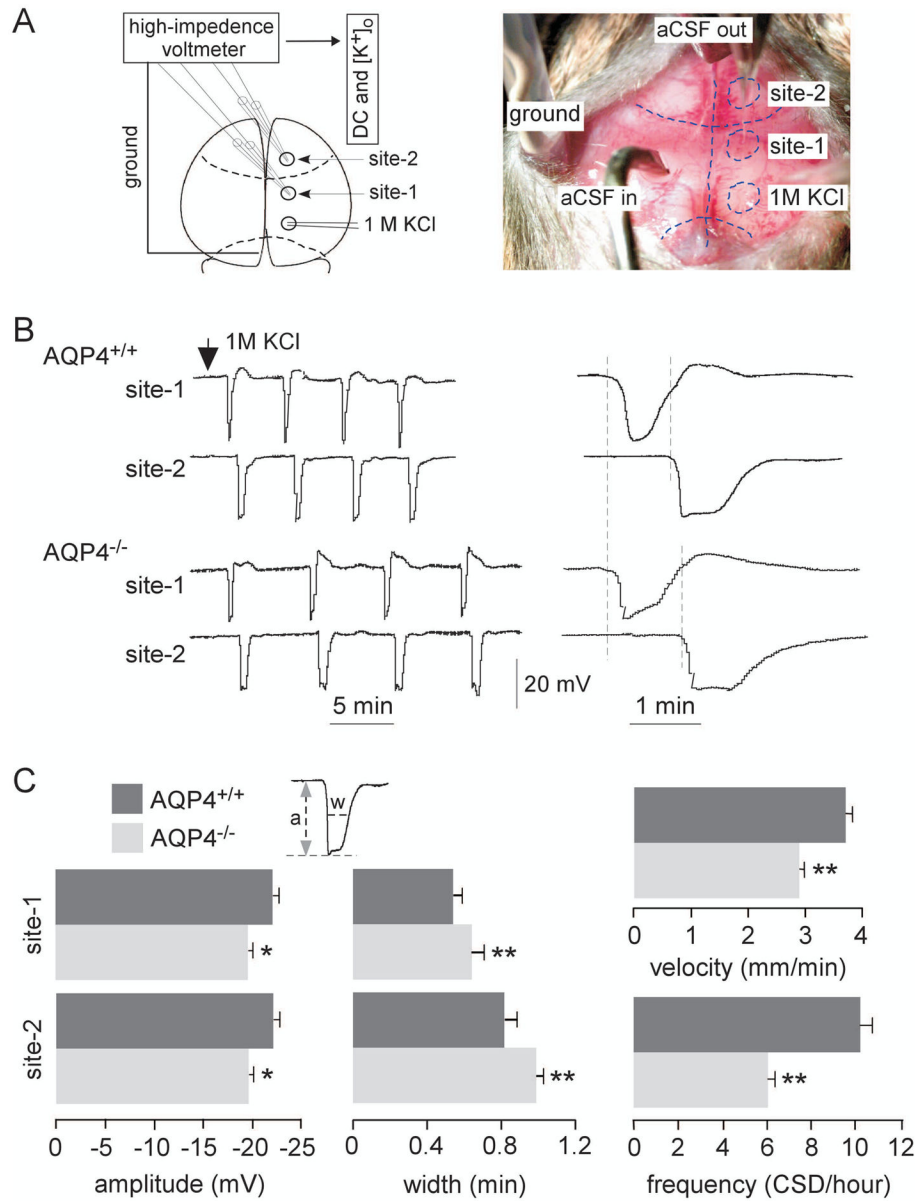 A
high-impedence
voltmeter
DC and [K⁺]ₒ
ground
site-2
site-1
1 M KCl
aCSF out
ground
site-2
site-1
aCSF in
1M KCl
B
1M KCl
AQP4⁺/⁺
site-1
site-2
AQP4⁻/⁻
site-1
site-2
20 mV
5 min
1 min
C
AQP4⁺/⁺
AQP4⁻/⁻
a
w
site-1
*
**
**
0 1 2 3 4
velocity (mm/min)
site-2
*
**
**
0 -5 -10 -15 -20 -25
amplitude (mV)
0 0.4 0.8 1.2
width (min)
0 2 4 6 8 10 12
frequency (CSD/hour)